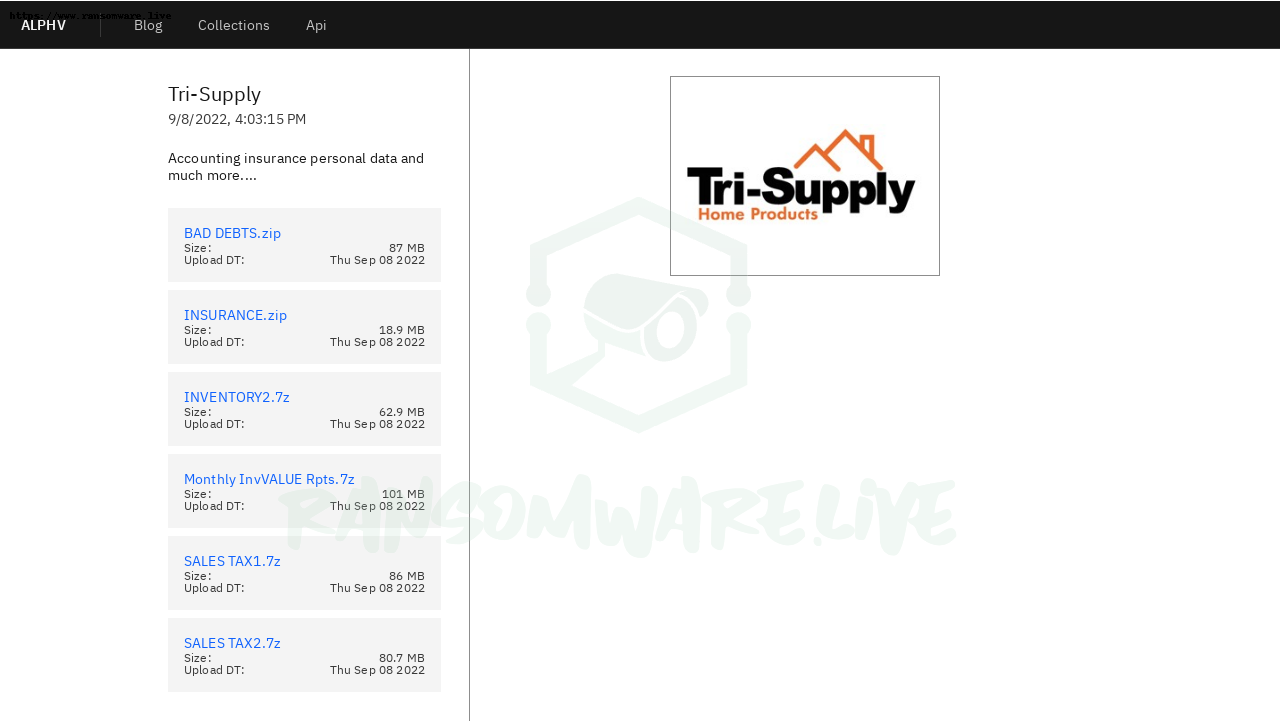 https://www.ransomware.live
ALPHV
Blog
Collections
Api
Tri-Supply
9/8/2022, 4:03:15 PM
Accounting insurance personal data and
much more....
BAD DEBTS.zip
Size: 87 MB
Upload DT: Thu Sep 08 2022
INSURANCE.zip
Size: 18.9 MB
Upload DT: Thu Sep 08 2022
INVENTORY2.7z
Size: 62.9 MB
Upload DT: Thu Sep 08 2022
Monthly InvVALUE Rpts.7z
Size: 101 MB
Upload DT: Thu Sep 08 2022
SALES TAX1.7z
Size: 86 MB
Upload DT: Thu Sep 08 2022
SALES TAX2.7z
Size: 80.7 MB
Upload DT: Thu Sep 08 2022
Tri-Supply
Home Products
RANSOMWARE.LIVE